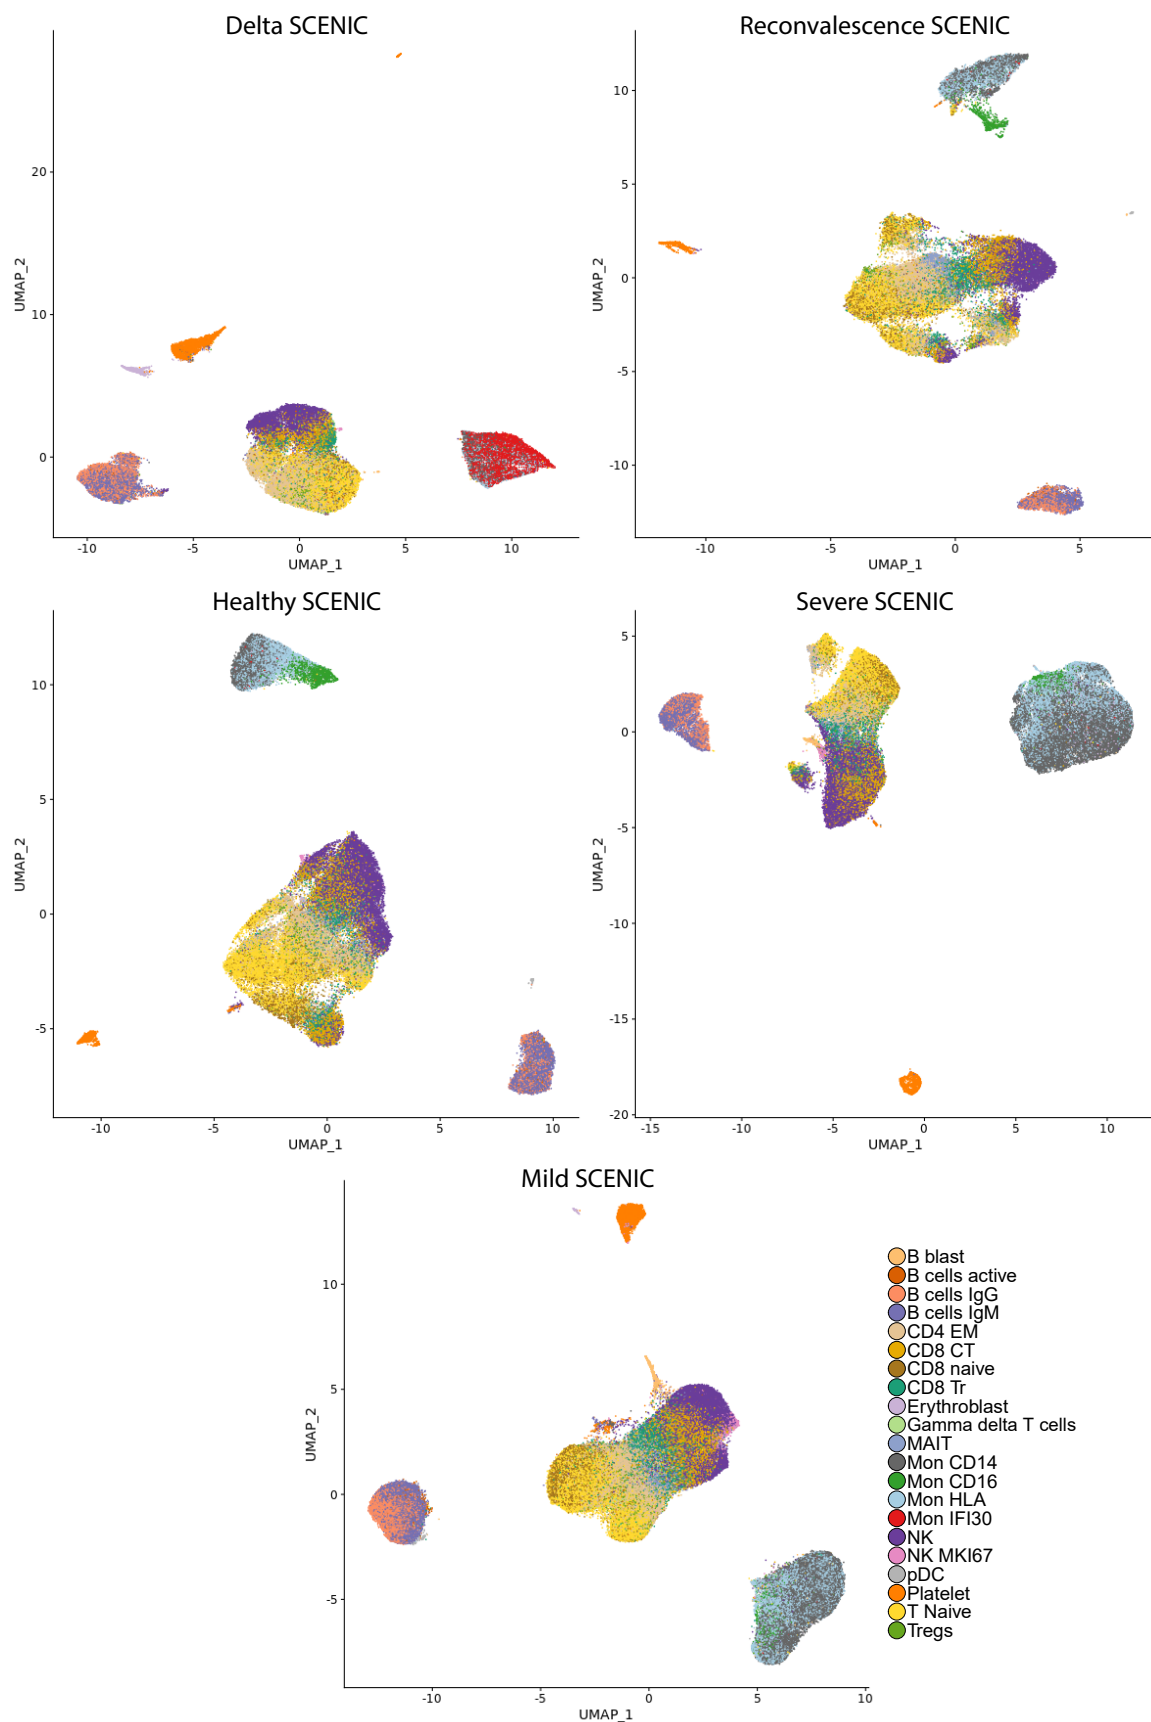 Delta SCENIC
20
10
0
UMAP_2
-10
-5
0
5
10
UMAP_1
Reconvalescence SCENIC
10
5
0
-5
-10
UMAP_2
-10
-5
0
5
UMAP_1
Healthy SCENIC
10
5
0
-5
UMAP_2
-10
-5
0
5
10
UMAP_1
Severe SCENIC
5
0
-5
-10
-15
-20
UMAP_2
-15
-10
-5
0
5
10
UMAP_1
Mild SCENIC
10
5
0
-5
UMAP_2
-10
-5
0
5
10
UMAP_1
B blast
B cells active
B cells IgG
B cells IgM
CD4 EM
CD8 CT
CD8 naive
CD8 Tr
Erythroblast
Gamma delta T cells
MAIT
Mon CD14
Mon CD16
Mon HLA
Mon IFI30
NK
NK MKI67
pDC
Platelet
T Naive
Tregs